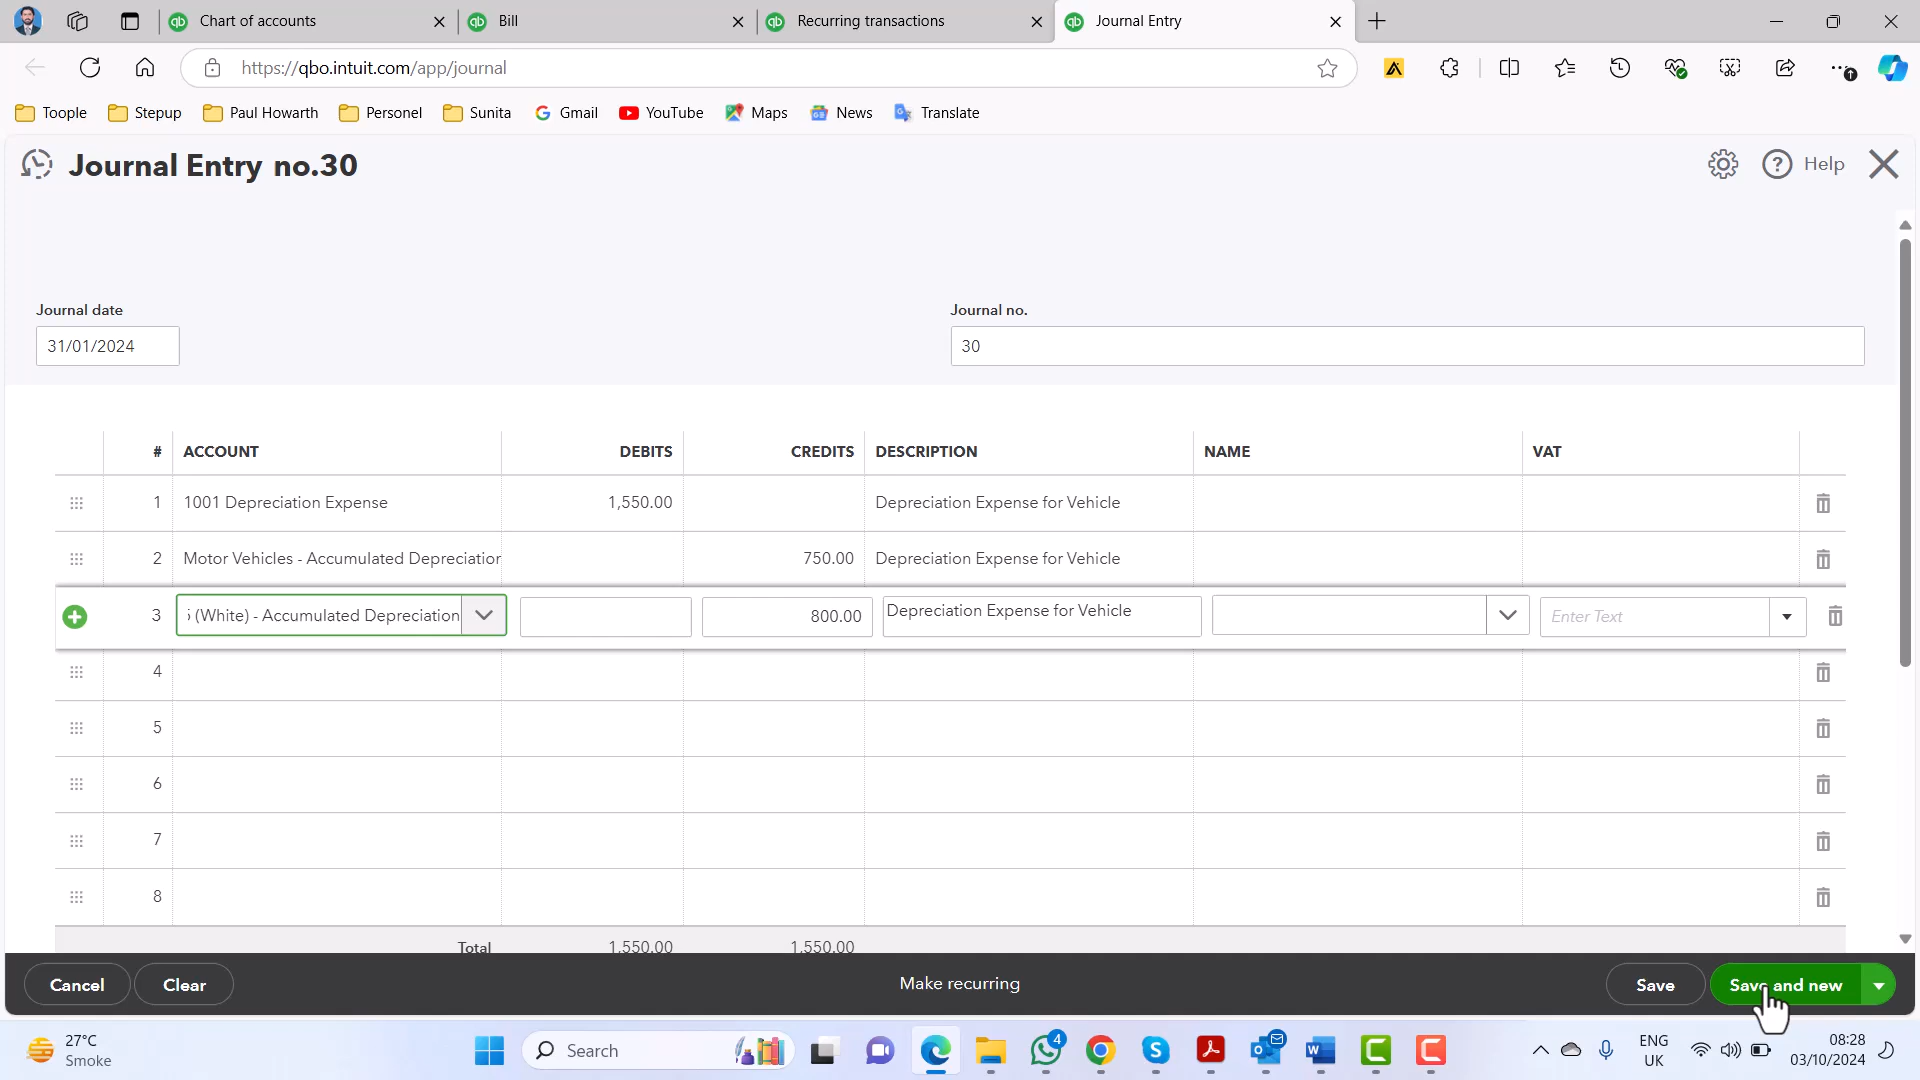 Chart of accounts
Bill
Recurring transactions
Journal Entry
https://qbo.intuit.com/app/journal
Toople
Stepup
Paul Howarth
Personel
Sunita
Gmail
YouTube
Maps
News
Translate
Journal Entry no.30
Help
Journal date
Journal no.
31/01/2024
30
# ACCOUNT DEBITS CREDITS DESCRIPTION NAME VAT
1 1001 Depreciation Expense 1,550.00 Depreciation Expense for Vehicle
2 Motor Vehicles - Accumulated Depreciation 750.00 Depreciation Expense for Vehicle
3 (White) - Accumulated Depreciation 800.00 Depreciation Expense for Vehicle Enter Text
4
5
6
7
8
Total 1,550.00 1,550.00
Cancel
Clear
Make recurring
Save
Save and new
27°C
Smoke
Search
4
ENG
UK
08:28
03/10/2024